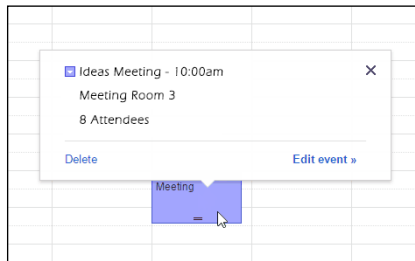 Ideas Meeting - 10:00am
Meeting Room 3
8 Attendees
Delete Edit event »
Meeting